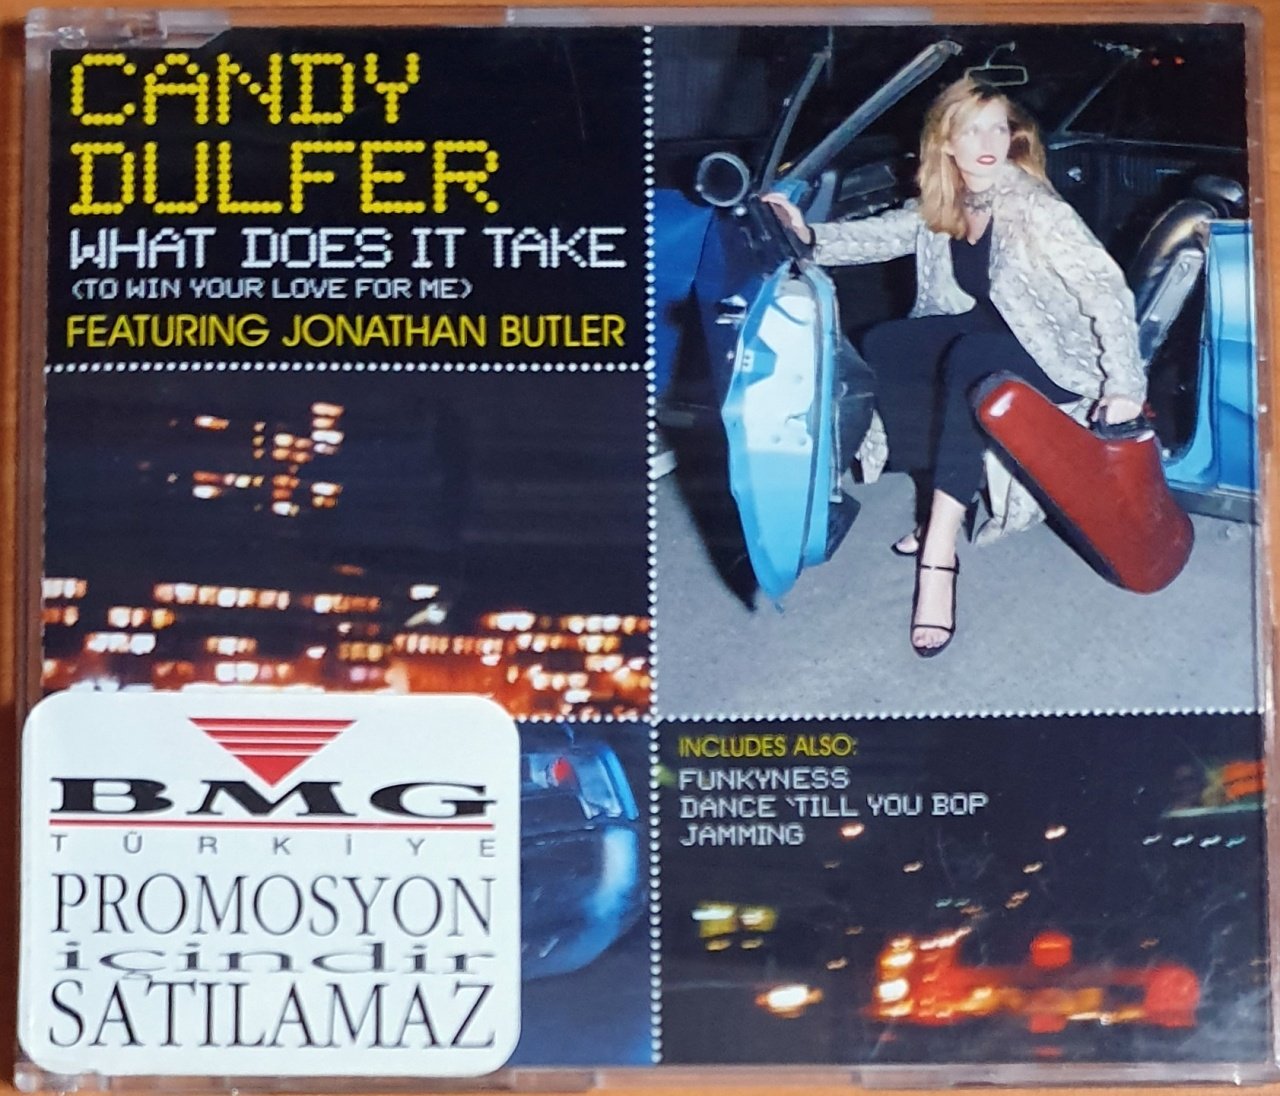 CANDY
DULFER
WHAT DOES IT TAKE
(TO WIN YOUR LOVE FOR ME)
FEATURING JONATHAN BUTLER
INCLUDES ALSO:
FUNKYNESS
DANCE 'TILL YOU BOP
JAMMING
BMG
TÜRKİYE
PROMOSYON
içindir
SATILAMAZ